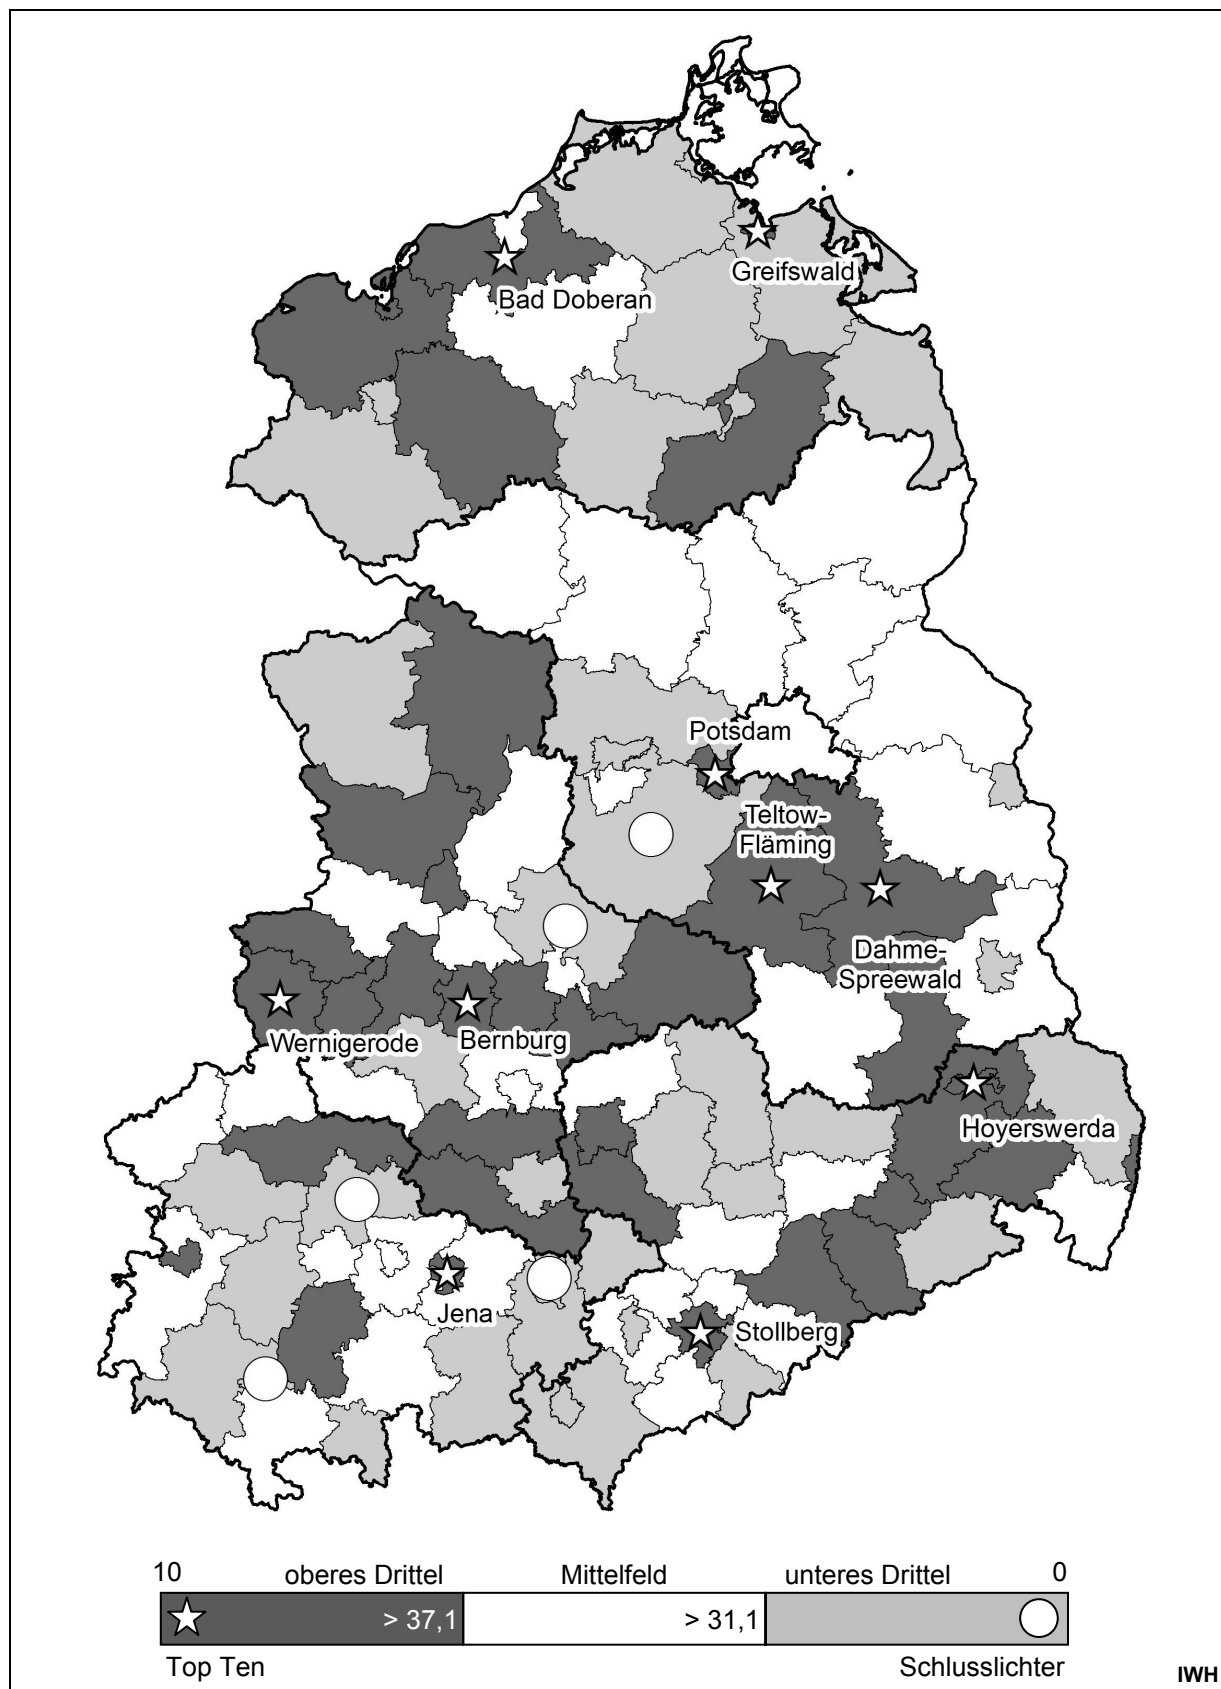 Greifswald
Bad Doberan
Potsdam
Teltow-
Fläming
Dahme-
Spreewald
Wernigerode
Bernburg
Hoyerswerda
Jena
Stollberg
10
oberes Drittel
Mittelfeld
unteres Drittel
0
> 37,1
> 31,1
Top Ten
Schlusslichter
IWH